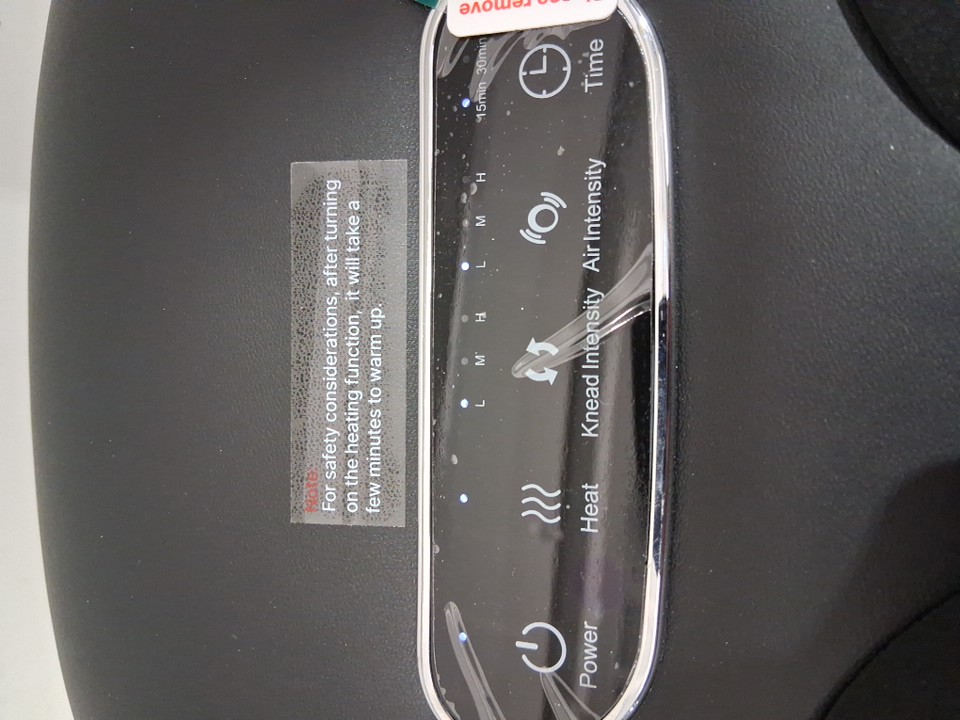 Note:
For safety considerations, after turning
on the heating function, it will take a
few minutes to warm up.
L M H L M H 15min 30min
Power Heat Knead Intensity Air Intensity Time
remove